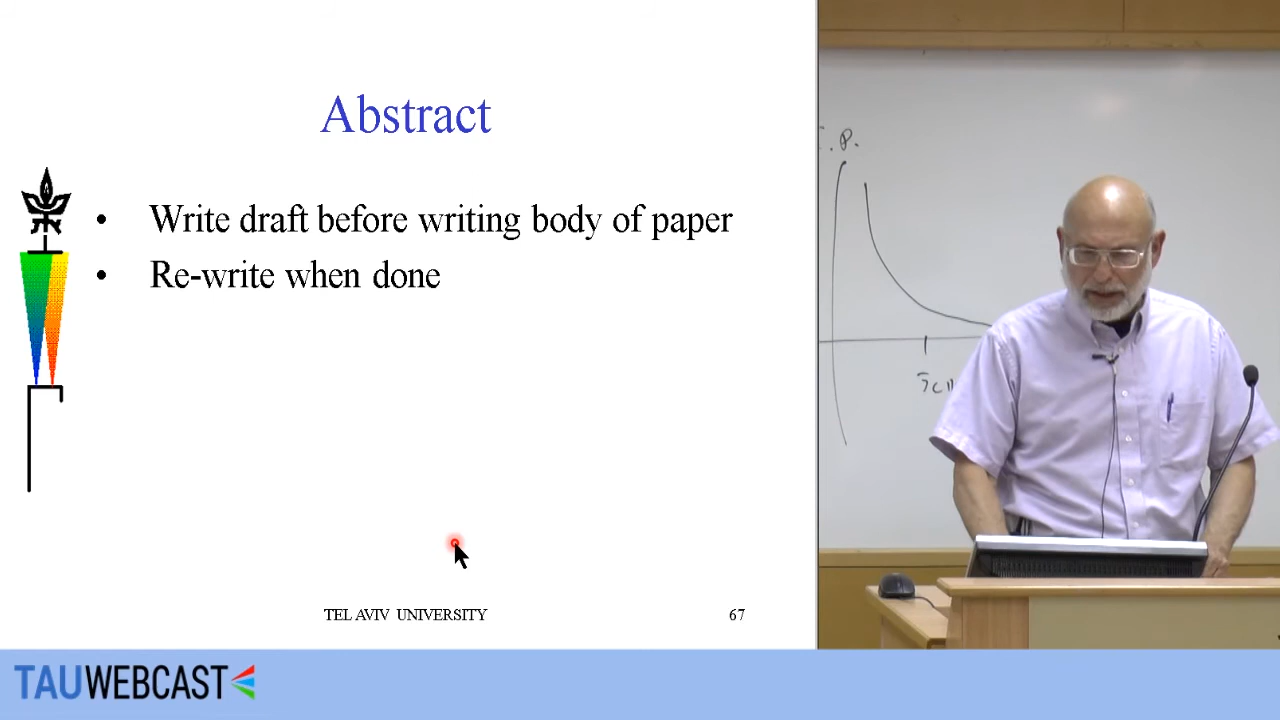 Abstract
• Write draft before writing body of paper
• Re-write when done
TEL AVIV UNIVERSITY
67
TAUWEBCAST